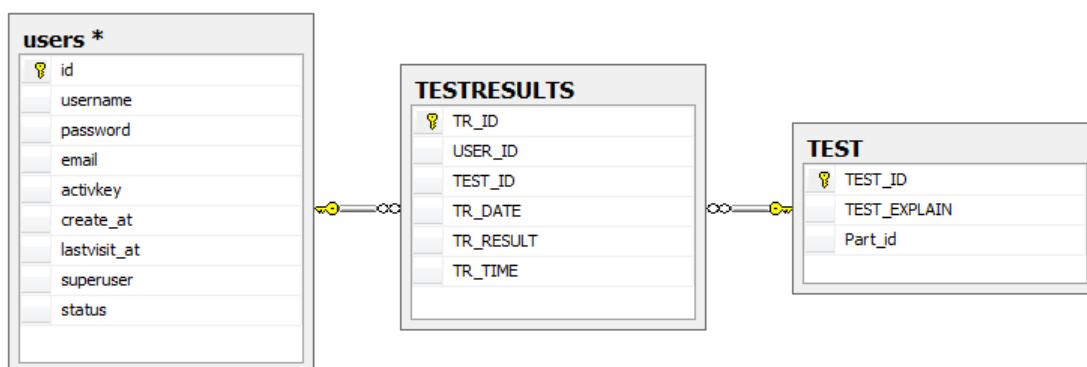 users *
id
username
password
email
activkey
create_at
lastvisit_at
superuser
status
TESTRESULTS
TR_ID
USER_ID
TEST_ID
TR_DATE
TR_RESULT
TR_TIME
TEST
TEST_ID
TEST_EXPLAIN
Part_id